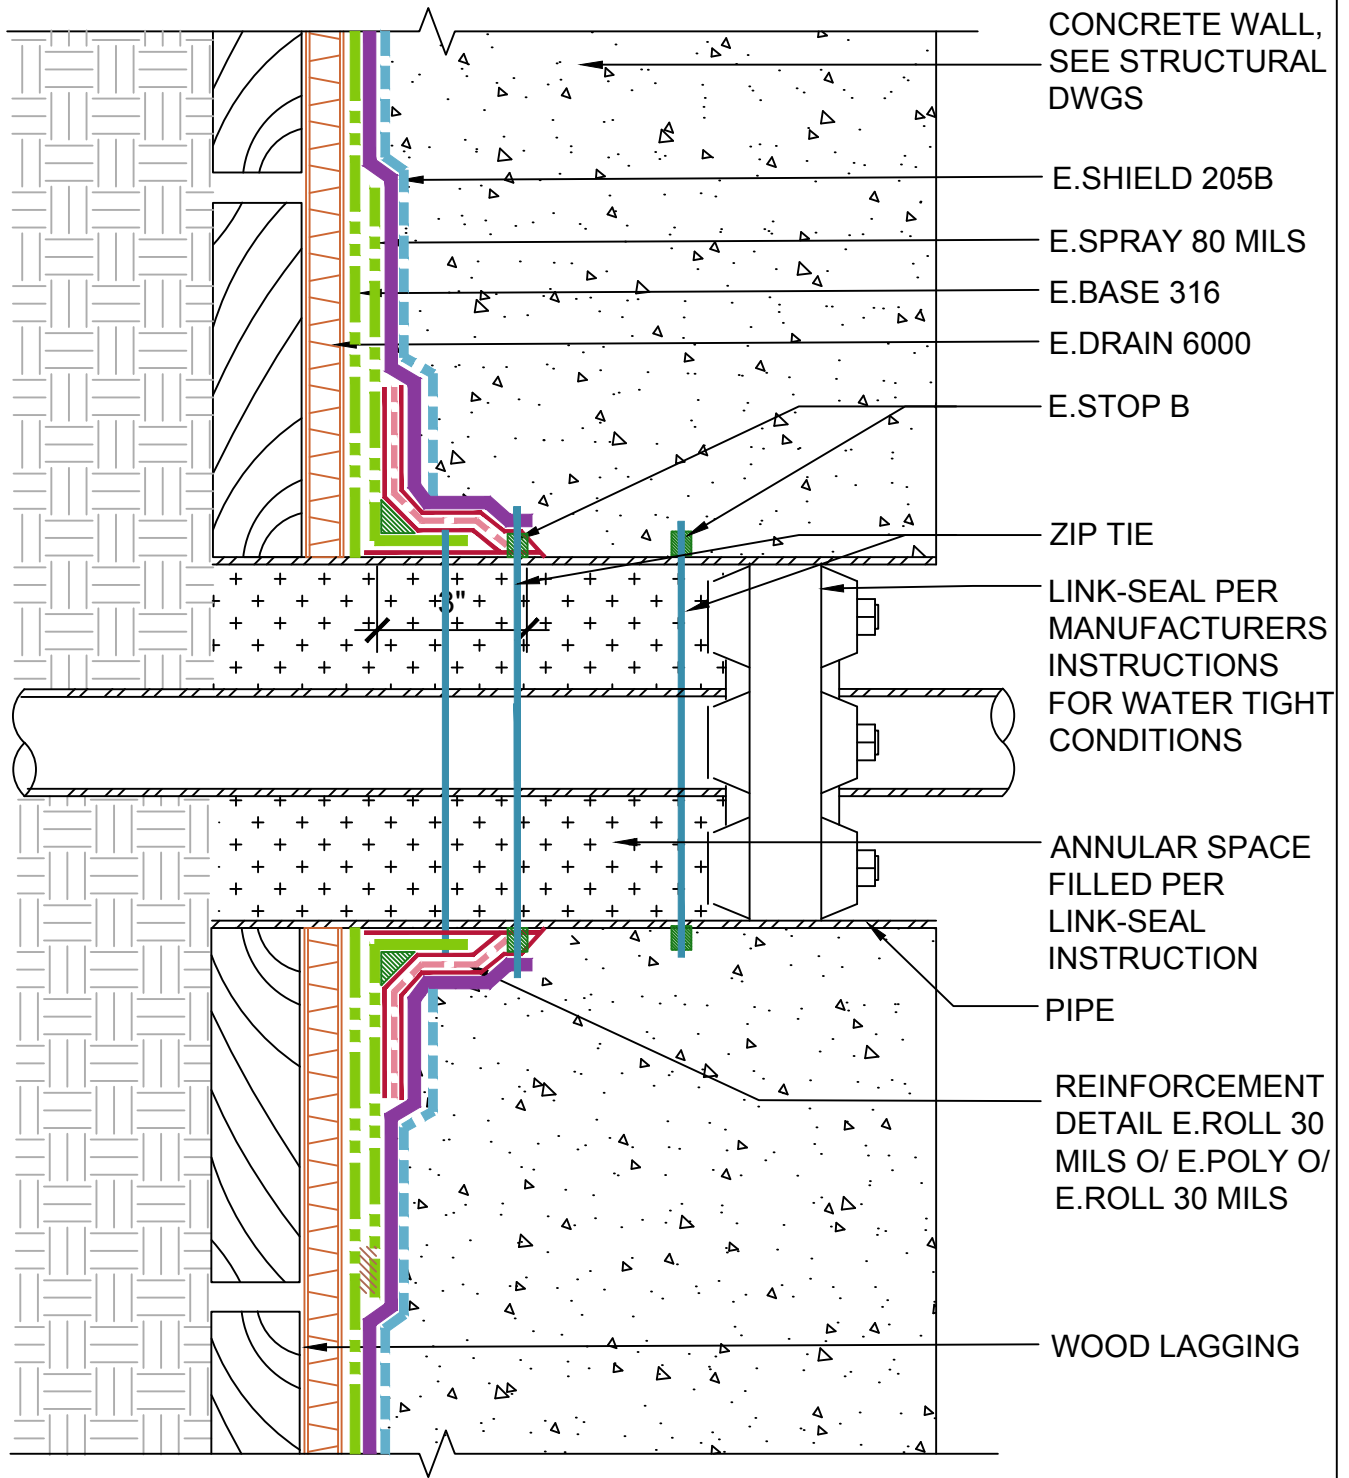 CONCRETE WALL,
SEE STRUCTURAL
DWGS
E.SHIELD 205B
E.SPRAY 80 MILS
E.BASE 316
E.DRAIN 6000
E.STOP B
ZIP TIE
3"
LINK-SEAL PER
MANUFACTURERS
INSTRUCTIONS
FOR WATER TIGHT
CONDITIONS
ANNULAR SPACE
FILLED PER
LINK-SEAL
INSTRUCTION
PIPE
REINFORCEMENT
DETAIL E.ROLL 30
MILS O/ E.POLY O/
E.ROLL 30 MILS
WOOD LAGGING